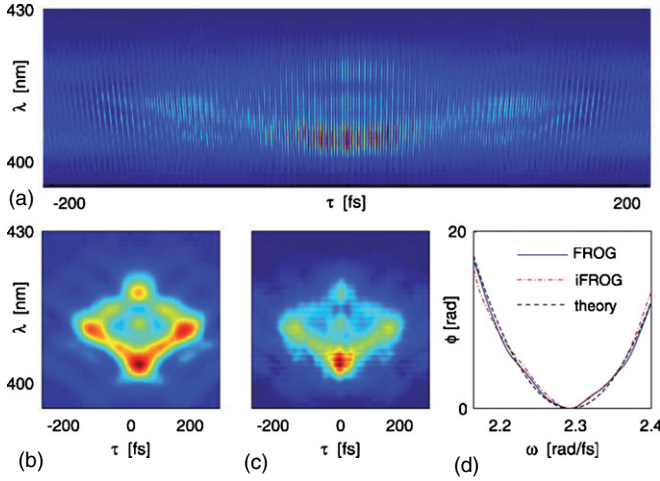 430
λ [nm]
400
(a)
-200
τ [fs]
200
430
λ [nm]
400
-200
0
200
τ [fs]
(b)
-200
0
200
τ [fs]
(c)
20
FROG
iFROG
theory
ϕ [rad]
0
2.2
2.3
2.4
ω [rad/fs]
(d)